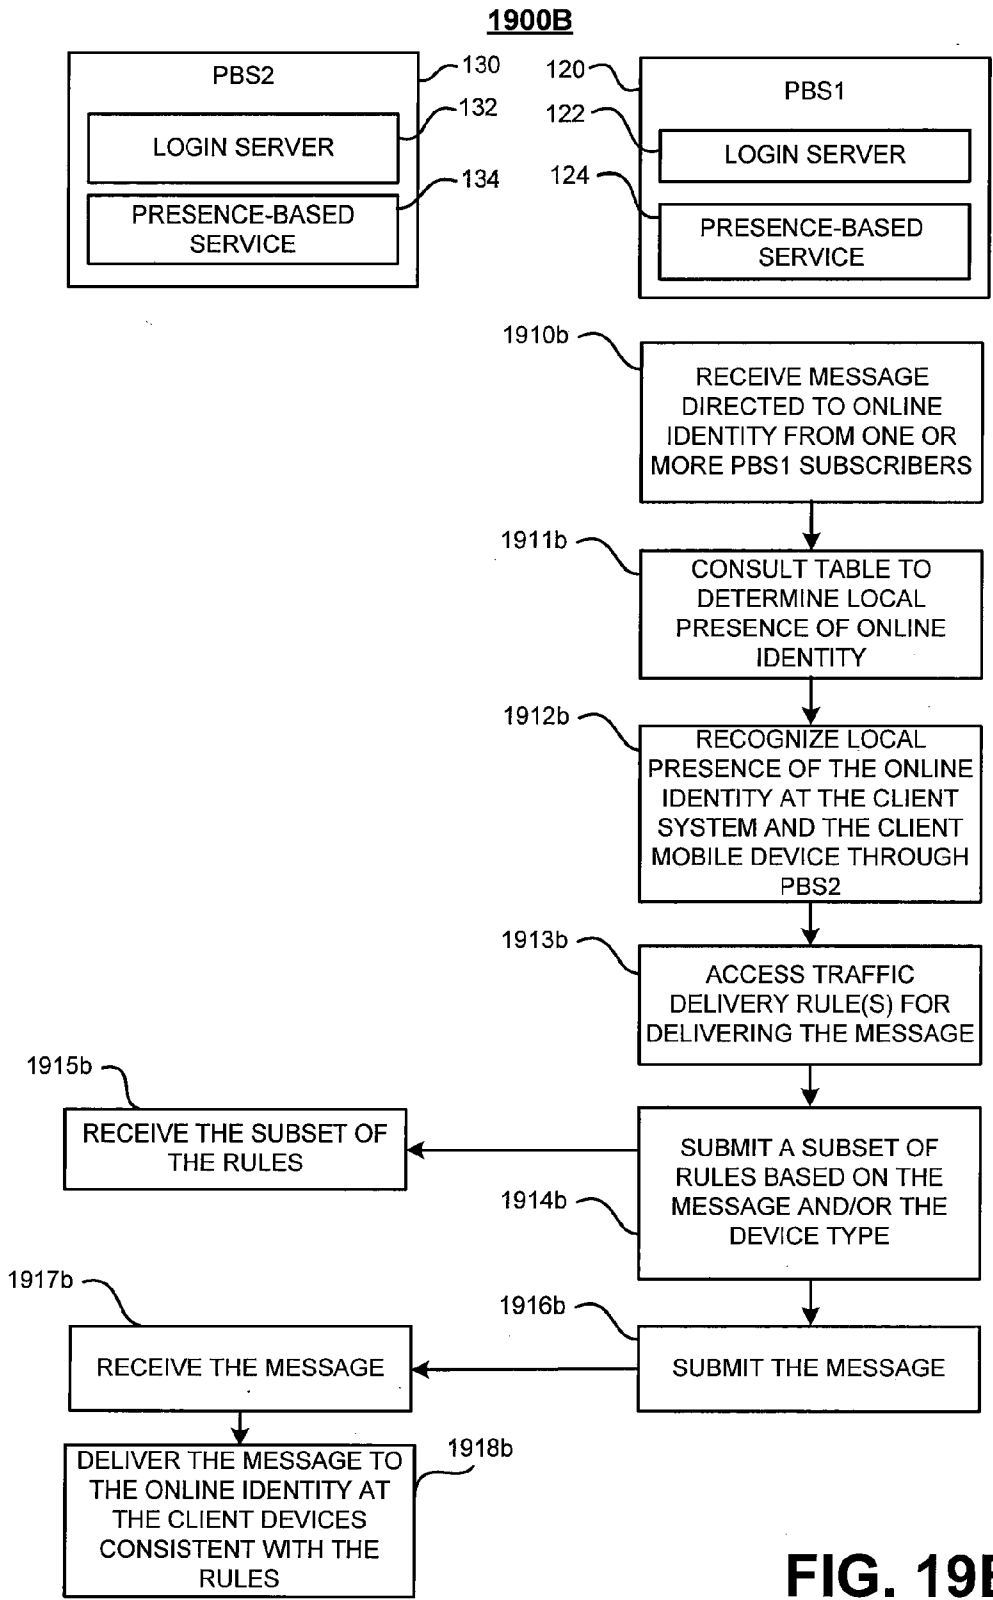 1900B
PBS2
130
120
PBS1
132
122
LOGIN SERVER
LOGIN SERVER
134
124
PRESENCE-BASED
SERVICE
PRESENCE-BASED
SERVICE
1910b
RECEIVE MESSAGE
DIRECTED TO ONLINE
IDENTITY FROM ONE OR
MORE PBS1 SUBSCRIBERS
1911b
CONSULT TABLE TO
DETERMINE LOCAL
PRESENCE OF ONLINE
IDENTITY
1912b
RECOGNIZE LOCAL
PRESENCE OF THE ONLINE
IDENTITY AT THE CLIENT
SYSTEM AND THE CLIENT
MOBILE DEVICE THROUGH
PBS2
1913b
ACCESS TRAFFIC
DELIVERY RULE(S) FOR
DELIVERING THE MESSAGE
1915b
RECEIVE THE SUBSET OF
THE RULES
SUBMIT A SUBSET OF
RULES BASED ON THE
MESSAGE AND/OR THE
DEVICE TYPE
1914b
1917b
1916b
RECEIVE THE MESSAGE
SUBMIT THE MESSAGE
DELIVER THE MESSAGE TO
THE ONLINE IDENTITY AT
THE CLIENT DEVICES
CONSISTENT WITH THE
RULES
1918b
FIG. 19B